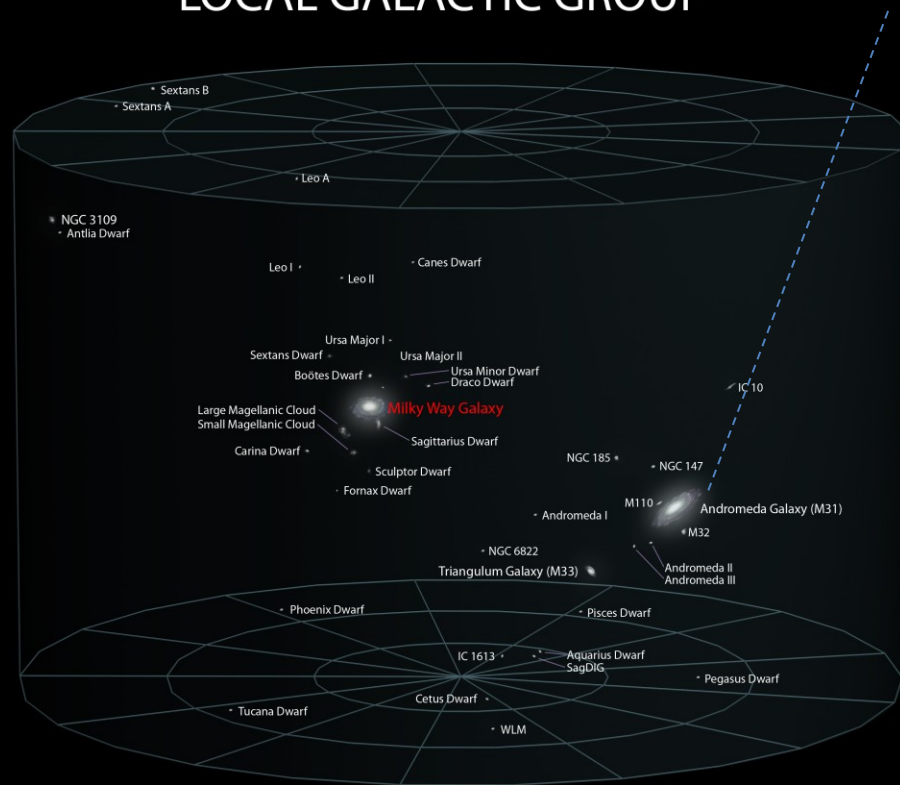 LOCAL GALACTIC GROUP
Sextans B
Sextans A
Leo A
NGC 3109
Antlia Dwarf
Canes Dwarf
Leo I
Leo II
Ursa Major I
Sextans Dwarf
Ursa Major II
Ursa Minor Dwarf
Boötes Dwarf
Draco Dwarf
IC 10
Large Magellanic Cloud
Milky Way Galaxy
Small Magellanic Cloud
Sagittarius Dwarf
Carina Dwarf
NGC 185
NGC 147
Sculptor Dwarf
Fornax Dwarf
M110
Andromeda Galaxy (M31)
Andromeda I
M32
NGC 6822
Triangulum Galaxy (M33)
Andromeda II
Andromeda III
Phoenix Dwarf
Pisces Dwarf
IC 1613
Aquarius Dwarf
SagDIG
Pegasus Dwarf
Cetus Dwarf
Tucana Dwarf
WLM